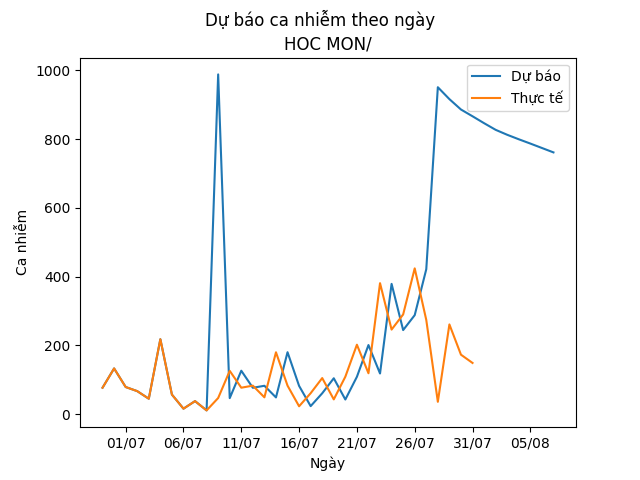 Dự báo ca nhiễm theo ngày
HOC MON/
Dự báo
Thực tế
1000
800
600
400
200
0
Ca nhiễm
01/07 06/07 11/07 16/07 21/07 26/07 31/07 05/08
Ngày